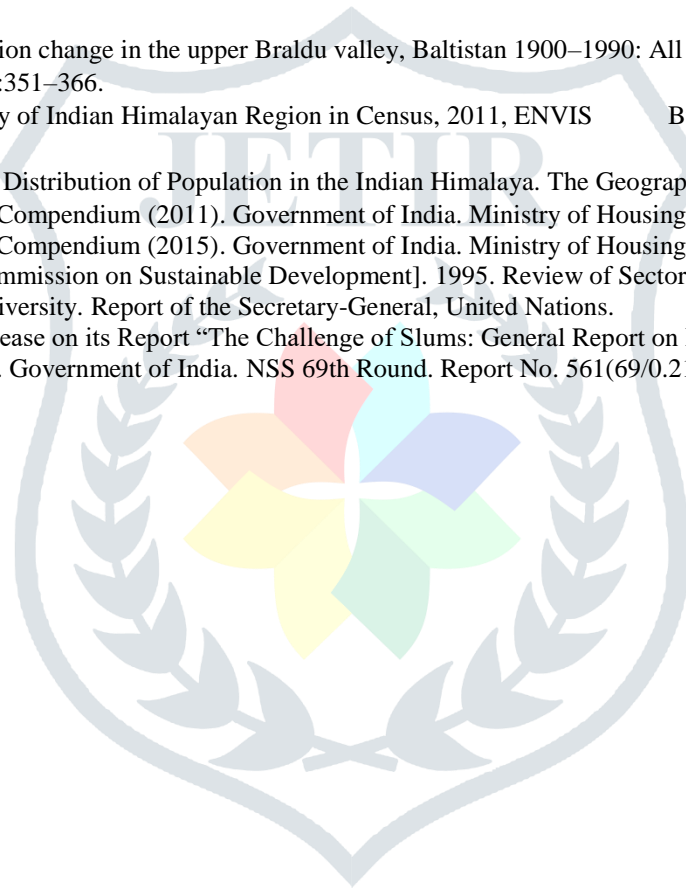 ion change in the upper Braldu valley, Baltistan 1900–1990: All
:351–366.
y of Indian Himalayan Region in Census, 2011, ENVIS B
JETIR
Distribution of Population in the Indian Himalaya. The Geograp
Compendium (2011). Government of India. Ministry of Housing
Compendium (2015). Government of India. Ministry of Housing
mmission on Sustainable Development]. 1995. Review of Sector
iversity. Report of the Secretary-General, United Nations.
ease on its Report “The Challenge of Slums: General Report on
. Government of India. NSS 69th Round. Report No. 561(69/0.21